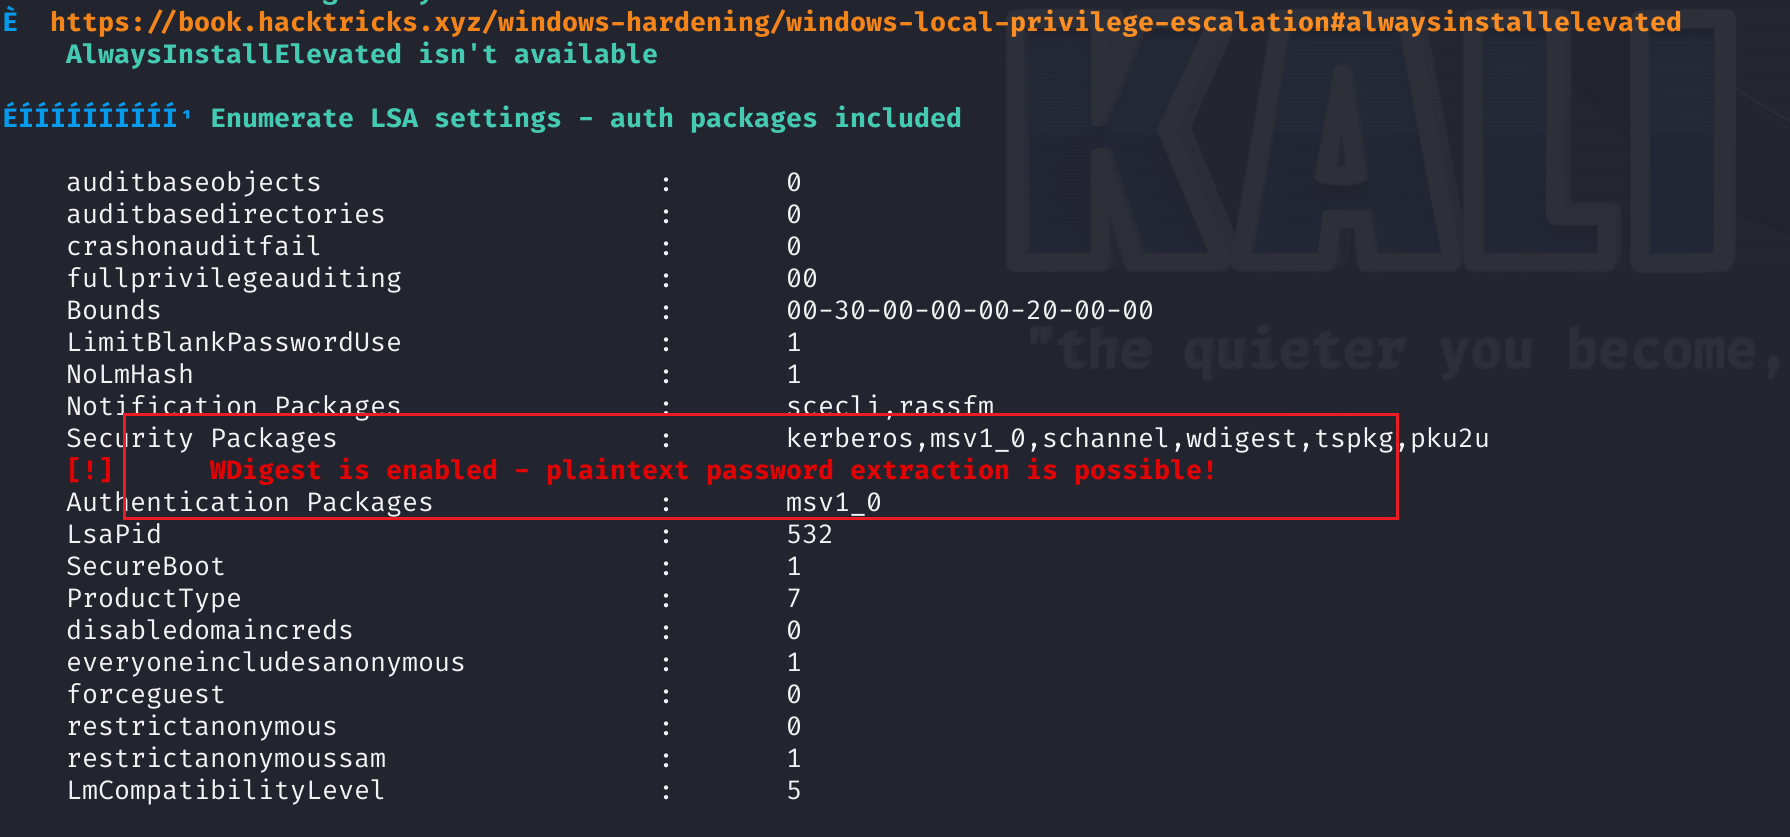 È https://book.hacktricks.xyz/windows-hardening/windows-local-privilege-escalation#alwaysinstallelevated
AlwaysInstallElevated isn't available
ÉÍÍÍÍÍÍÍÍÍÍ¹ Enumerate LSA settings - auth packages included
auditbaseobjects : 0
auditbasedirectories : 0
crashonauditfail : 0
fullprivilegeauditing : 00
Bounds : 00-30-00-00-00-20-00-00
LimitBlankPasswordUse : 1
NoLmHash : 1
Notification Packages : scecli,rassfm
Security Packages : kerberos,msv1_0,schannel,wdigest,tspkg,pku2u
[!] WDigest is enabled - plaintext password extraction is possible!
Authentication Packages : msv1_0
LsaPid : 532
SecureBoot : 1
ProductType : 7
disabledomaincreds : 0
everyoneincludesanonymous : 1
forceguest : 0
restrictanonymous : 0
restrictanonymoussam : 1
LmCompatibilityLevel : 5
KALI
"the quieter you become,